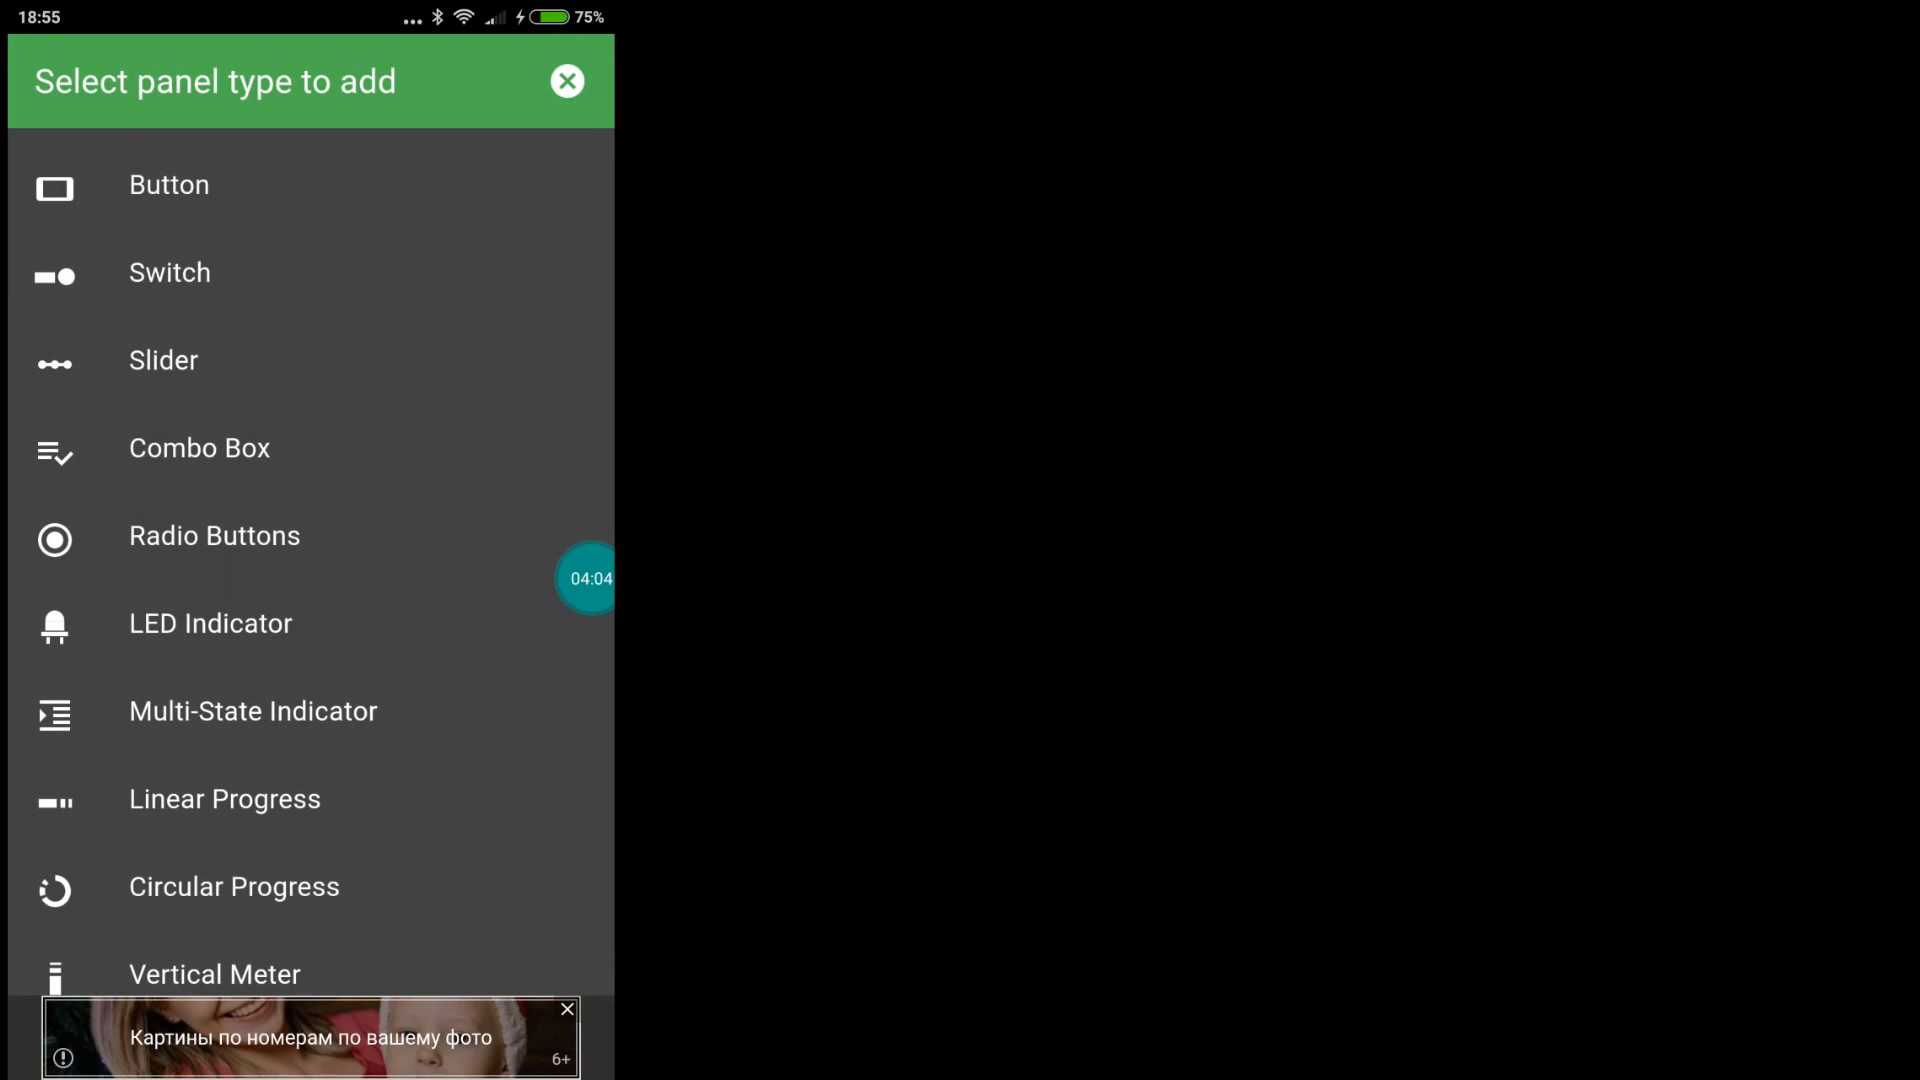 18:55 75%
Select panel type to add
Button
Switch
Slider
Combo Box
Radio Buttons
04:04
LED Indicator
Multi-State Indicator
Linear Progress
Circular Progress
Vertical Meter
Картины по номерам по вашему фото
6+